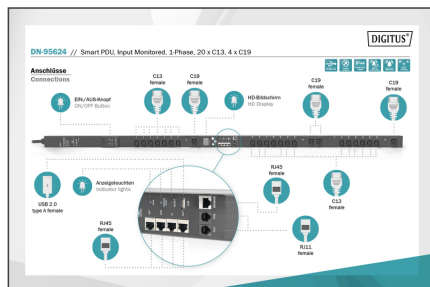 DIGITUS®
DN-95624 // Smart PDU, Input Monitored, 1-Phase, 20 x C13, 4 x C19
Anschlüsse
Connections
EIN-/AUS-Knopf
ON/OFF Button
C13
female
C19
female
HD-Bildschirm
HD Display
C19
female
C19
female
USB 2.0
type A female
Anzeigeleuchten
Indicator lights
RJ45
female
C13
female
RJ45
female
RJ11
female